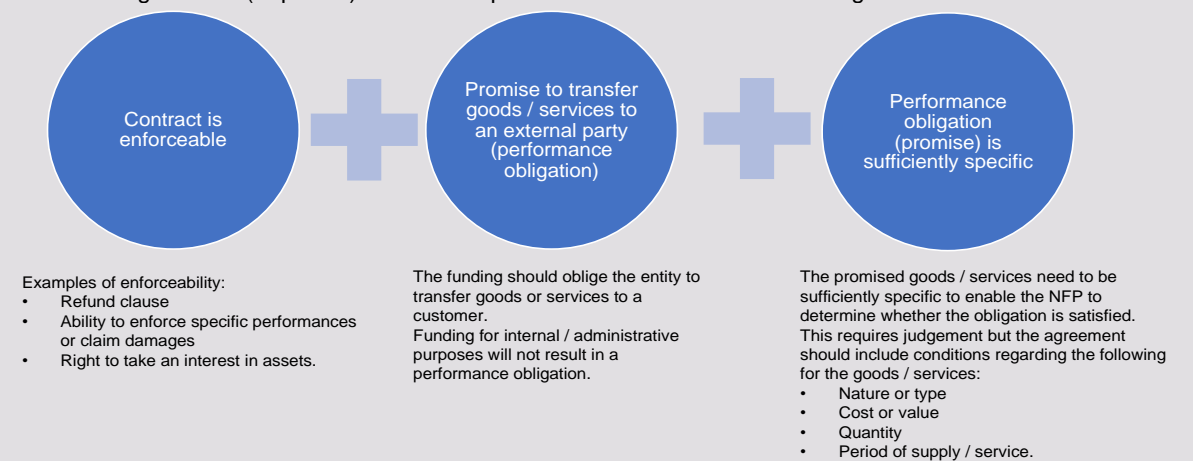 Contract is
enforceable
Promise to transfer
goods / services to
an external party
(performance
obligation)
Performance
obligation
(promise) is
sufficiently specific
Examples of enforceability:
• Refund clause
• Ability to enforce specific performances
or claim damages
• Right to take an interest in assets.
The funding should oblige the entity to
transfer goods or services to a
customer.
Funding for internal / administrative
purposes will not result in a
performance obligation.
The promised goods / services need to be
sufficiently specific to enable the NFP to
determine whether the obligation is satisfied.
This requires judgement but the agreement
should include conditions regarding the following
for the goods / services:
• Nature or type
• Cost or value
• Quantity
• Period of supply / service.